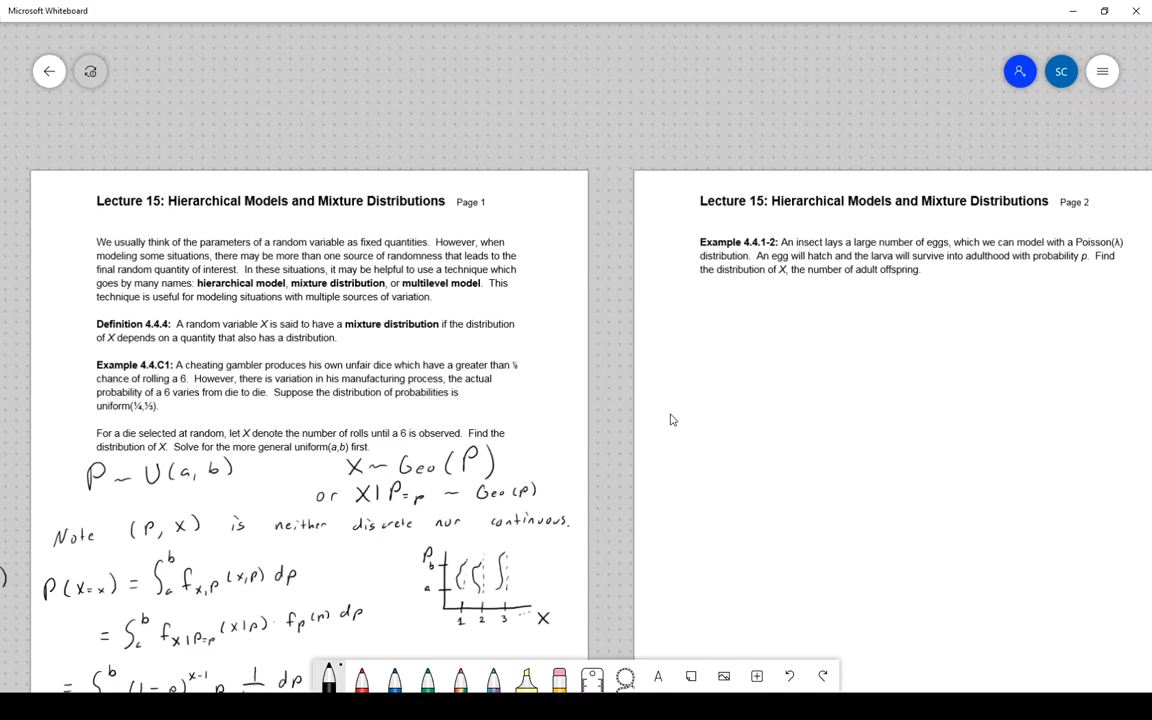 Microsoft Whiteboard
SC
Lecture 15: Hierarchical Models and Mixture Distributions Page 1
We usually think of the parameters of a random variable as fixed quantities. However, when
modeling some situations, there may be more than one source of randomness that leads to the
final random quantity of interest. In these situations, it may be helpful to use a technique which
goes by many names: hierarchical model, mixture distribution, or multilevel model. This
technique is useful for modeling situations with multiple sources of variation.
Definition 4.4.4: A random variable X is said to have a mixture distribution if the distribution
of X depends on a quantity that also has a distribution.
Example 4.4.C1: A cheating gambler produces his own unfair dice which have a greater than ⅙
chance of rolling a 6. However, there is variation in his manufacturing process, the actual
probability of a 6 varies from die to die. Suppose the distribution of probabilities is
uniform(¼,⅓).
For a die selected at random, let X denote the number of rolls until a 6 is observed. Find the
distribution of X. Solve for the more general uniform(a,b) first.
P ~ U(a, b) X ~ Geo(P)
or X|P=p ~ Geo(p)
Note (P, X) is neither discrete nor continuous.
P(X=x) = ∫ₐᵇ f_{X,P}(x,p) dp
= ∫ₐᵇ f_{X|P=p}(x|p) · f_P(p) dp
= ∫ᵇ (1-p)^{x-1} p 1 dp
P
b
a
1 2 3 ... X
Lecture 15: Hierarchical Models and Mixture Distributions Page 2
Example 4.4.1-2: An insect lays a large number of eggs, which we can model with a Poisson(λ)
distribution. An egg will hatch and the larva will survive into adulthood with probability p. Find
the distribution of X, the number of adult offspring.
A